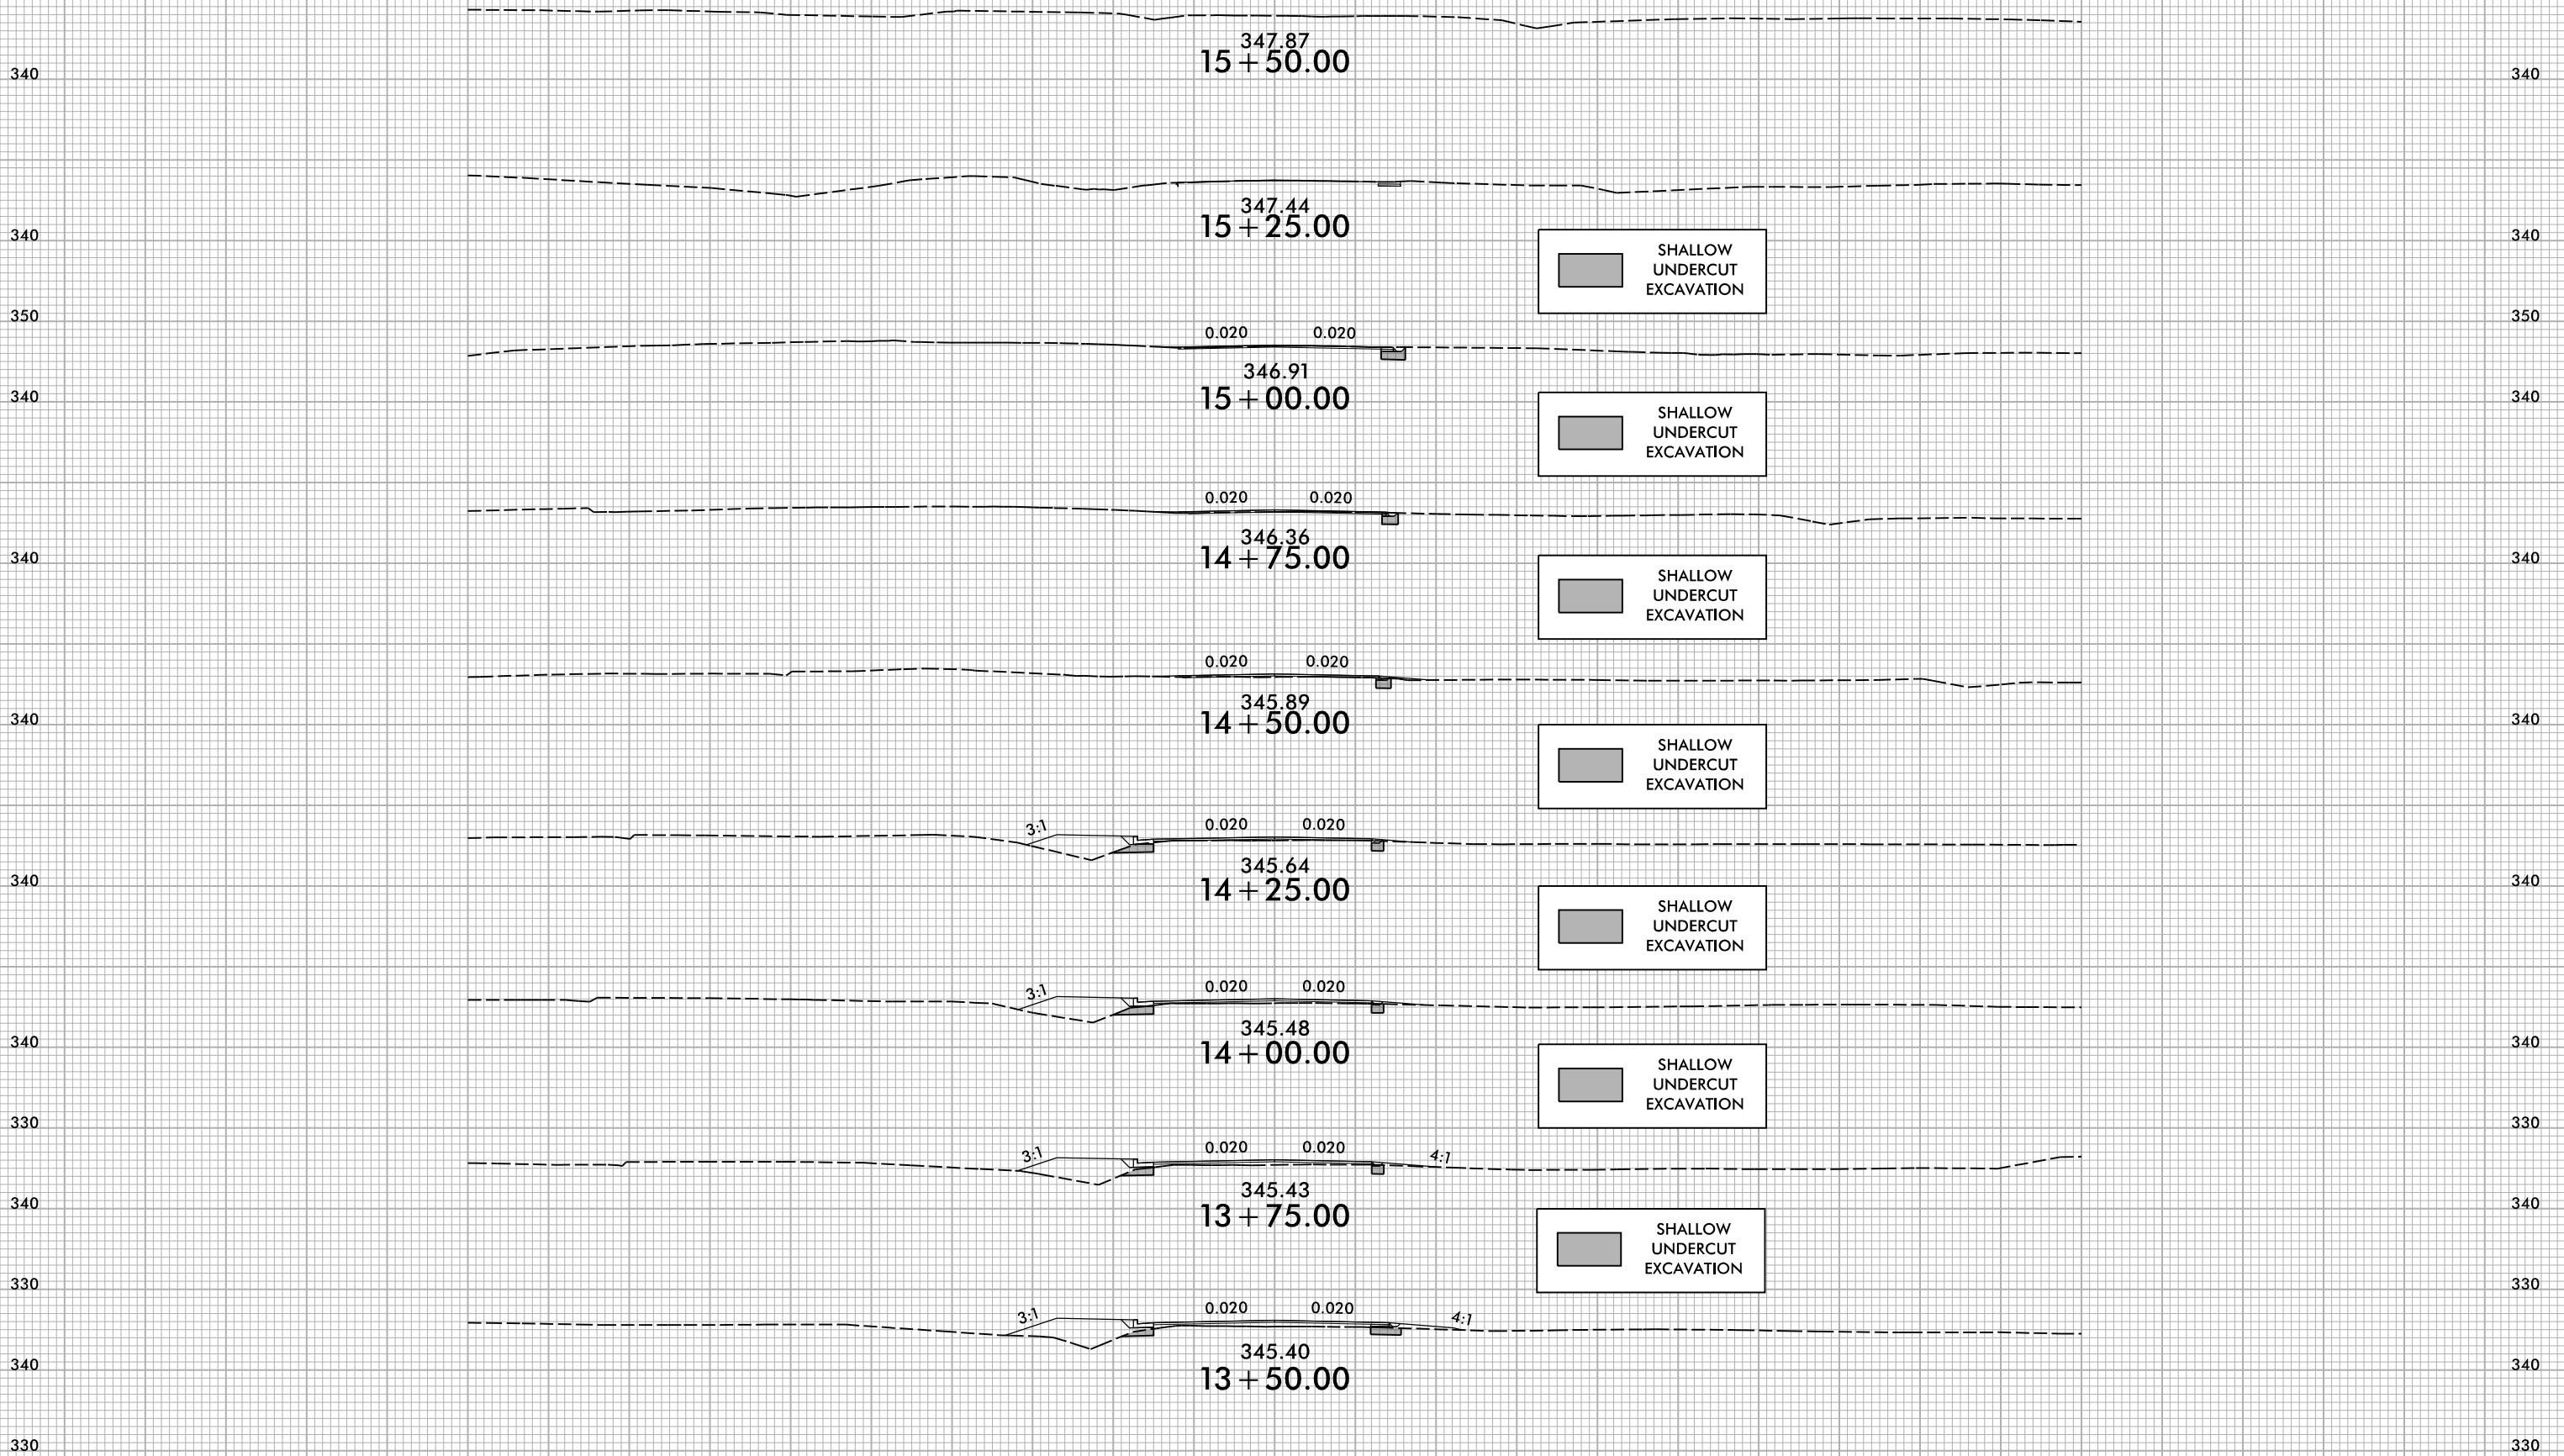 347.87
15+50.00
340 340
347.44
15+25.00
340 340
SHALLOW
UNDERCUT
EXCAVATION
350 350
0.020 0.020
346.91
15+00.00
340 340
SHALLOW
UNDERCUT
EXCAVATION
0.020 0.020
346.36
14+75.00
340 340
SHALLOW
UNDERCUT
EXCAVATION
0.020 0.020
345.89
14+50.00
340 340
SHALLOW
UNDERCUT
EXCAVATION
3:1 0.020 0.020
345.64
14+25.00
340 340
SHALLOW
UNDERCUT
EXCAVATION
3:1 0.020 0.020
345.48
14+00.00
340 340
SHALLOW
UNDERCUT
EXCAVATION
330 330
3:1 0.020 0.020 4:1
345.43
13+75.00
340 340
SHALLOW
UNDERCUT
EXCAVATION
330 330
3:1 0.020 0.020 4:1
345.40
13+50.00
340 340
330 330